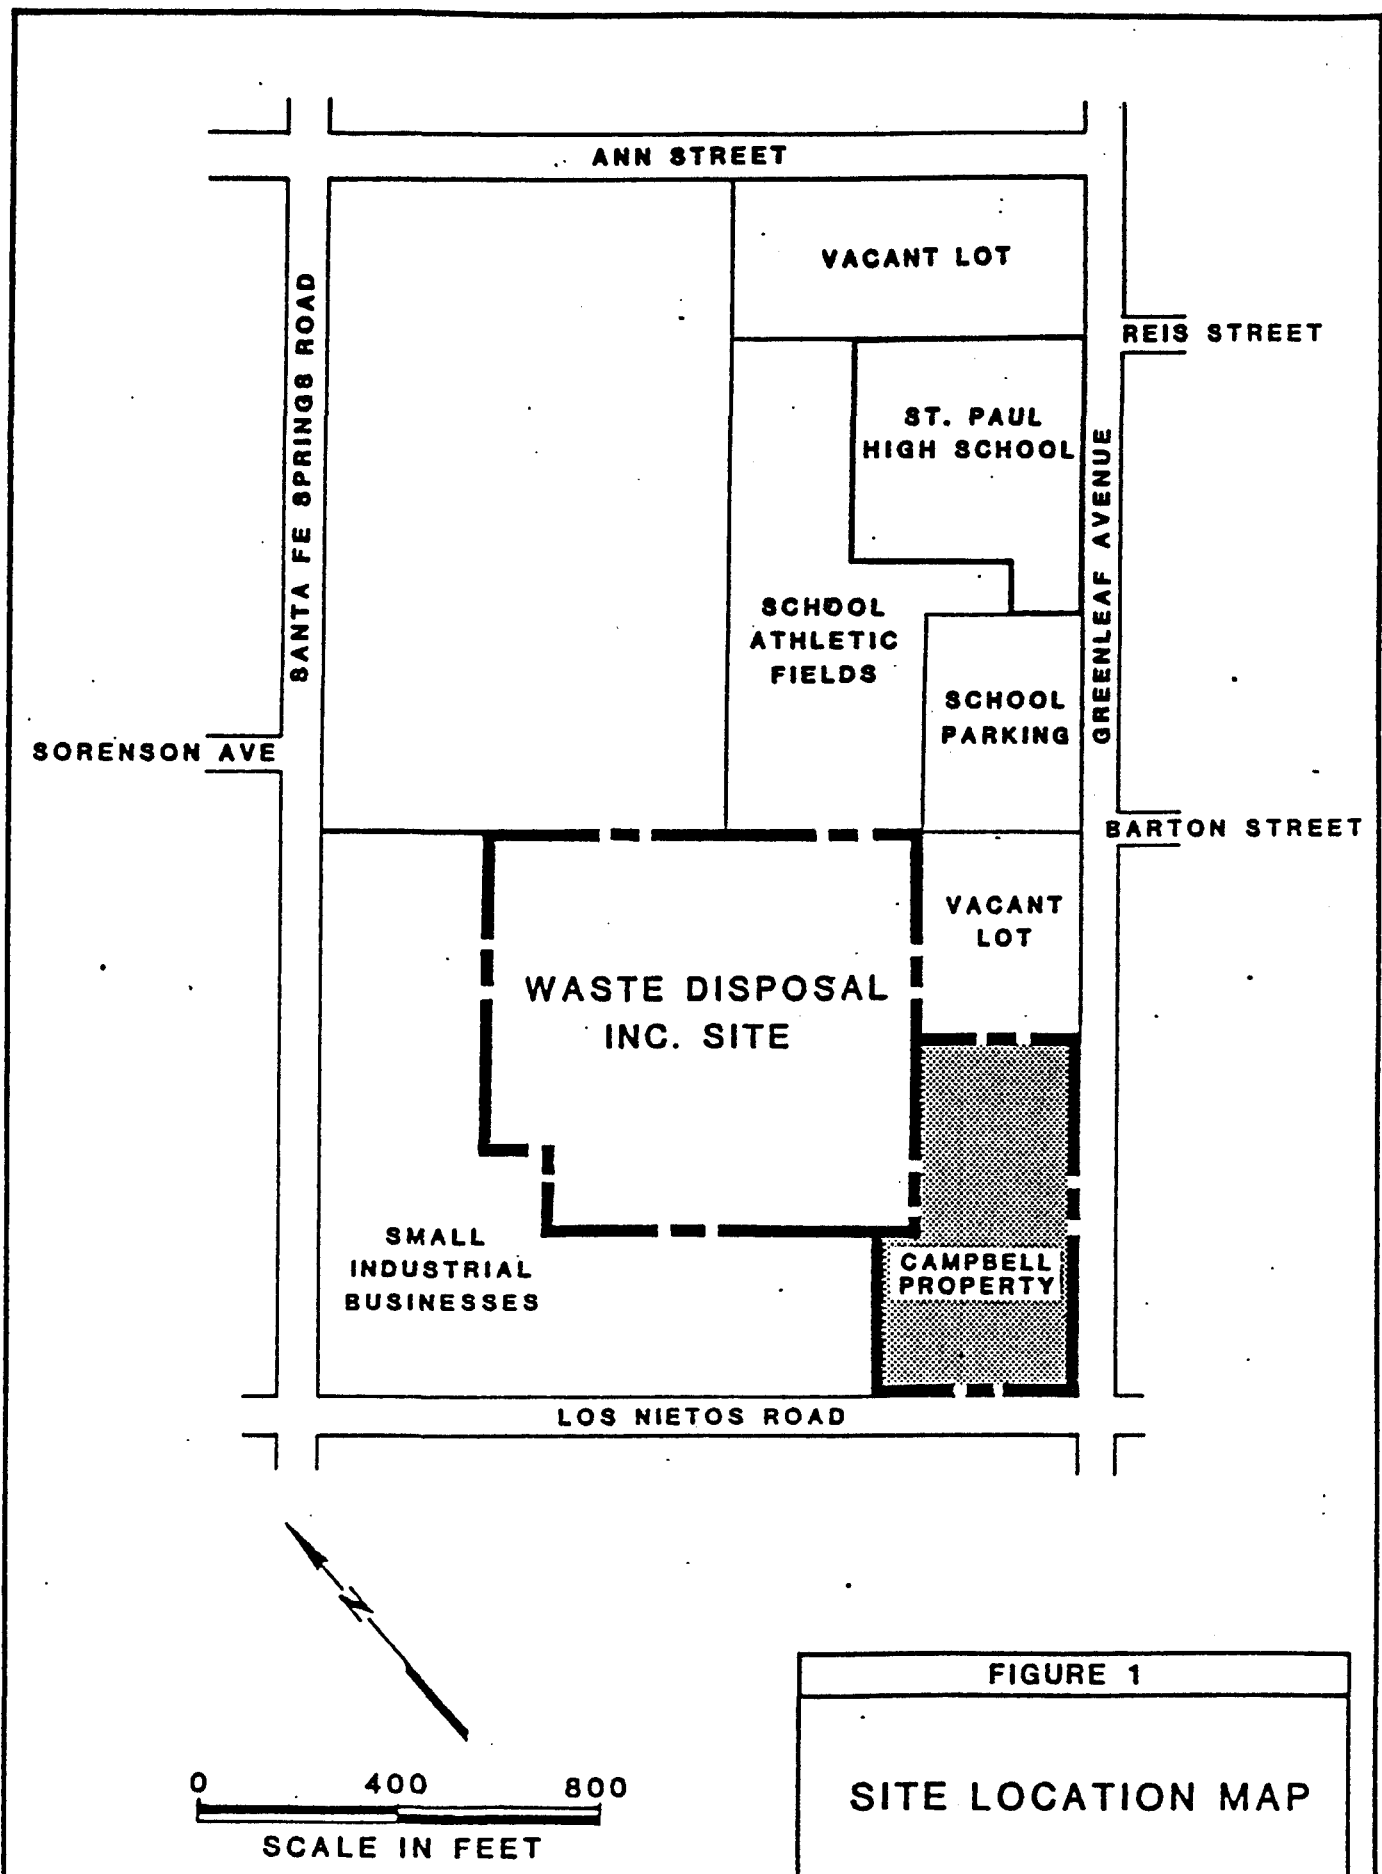 ANN STREET
VACANT LOT
REIS STREET
SANTA FE SPRINGS ROAD
ST. PAUL
HIGH SCHOOL
GREENLEAF AVENUE
SCHOOL
ATHLETIC
FIELDS
SCHOOL
PARKING
SORENSON AVE
BARTON STREET
VACANT
LOT
WASTE DISPOSAL
INC. SITE
SMALL
INDUSTRIAL
BUSINESSES
CAMPBELL
PROPERTY
LOS NIETOS ROAD
N
0 400 800
SCALE IN FEET
FIGURE 1
SITE LOCATION MAP